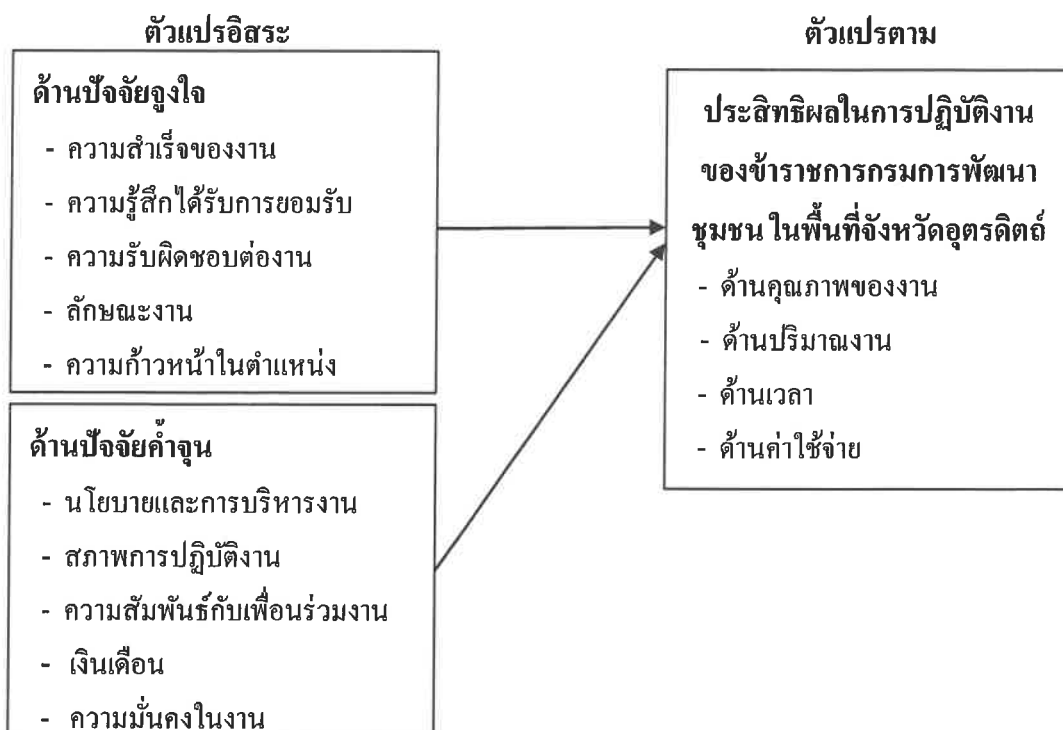 ตัวแปรอิสระ
ด้านปัจจัยจูงใจ
- ความสำเร็จของงาน
- ความรู้สึกได้รับการยอมรับ
- ความรับผิดชอบต่องาน
- ลักษณะงาน
- ความก้าวหน้าในตำแหน่ง
ด้านปัจจัยค้ำจุน
- นโยบายและการบริหารงาน
- สภาพการปฏิบัติงาน
- ความสัมพันธ์กับเพื่อนร่วมงาน
- เงินเดือน
- ความมั่นคงในงาน
ตัวแปรตาม
ประสิทธิผลในการปฏิบัติงาน
ของข้าราชการกรมการพัฒนา
ชุมชน ในพื้นที่จังหวัดอุตรดิตถ์
- ด้านคุณภาพของงาน
- ด้านปริมาณงาน
- ด้านเวลา
- ด้านค่าใช้จ่าย